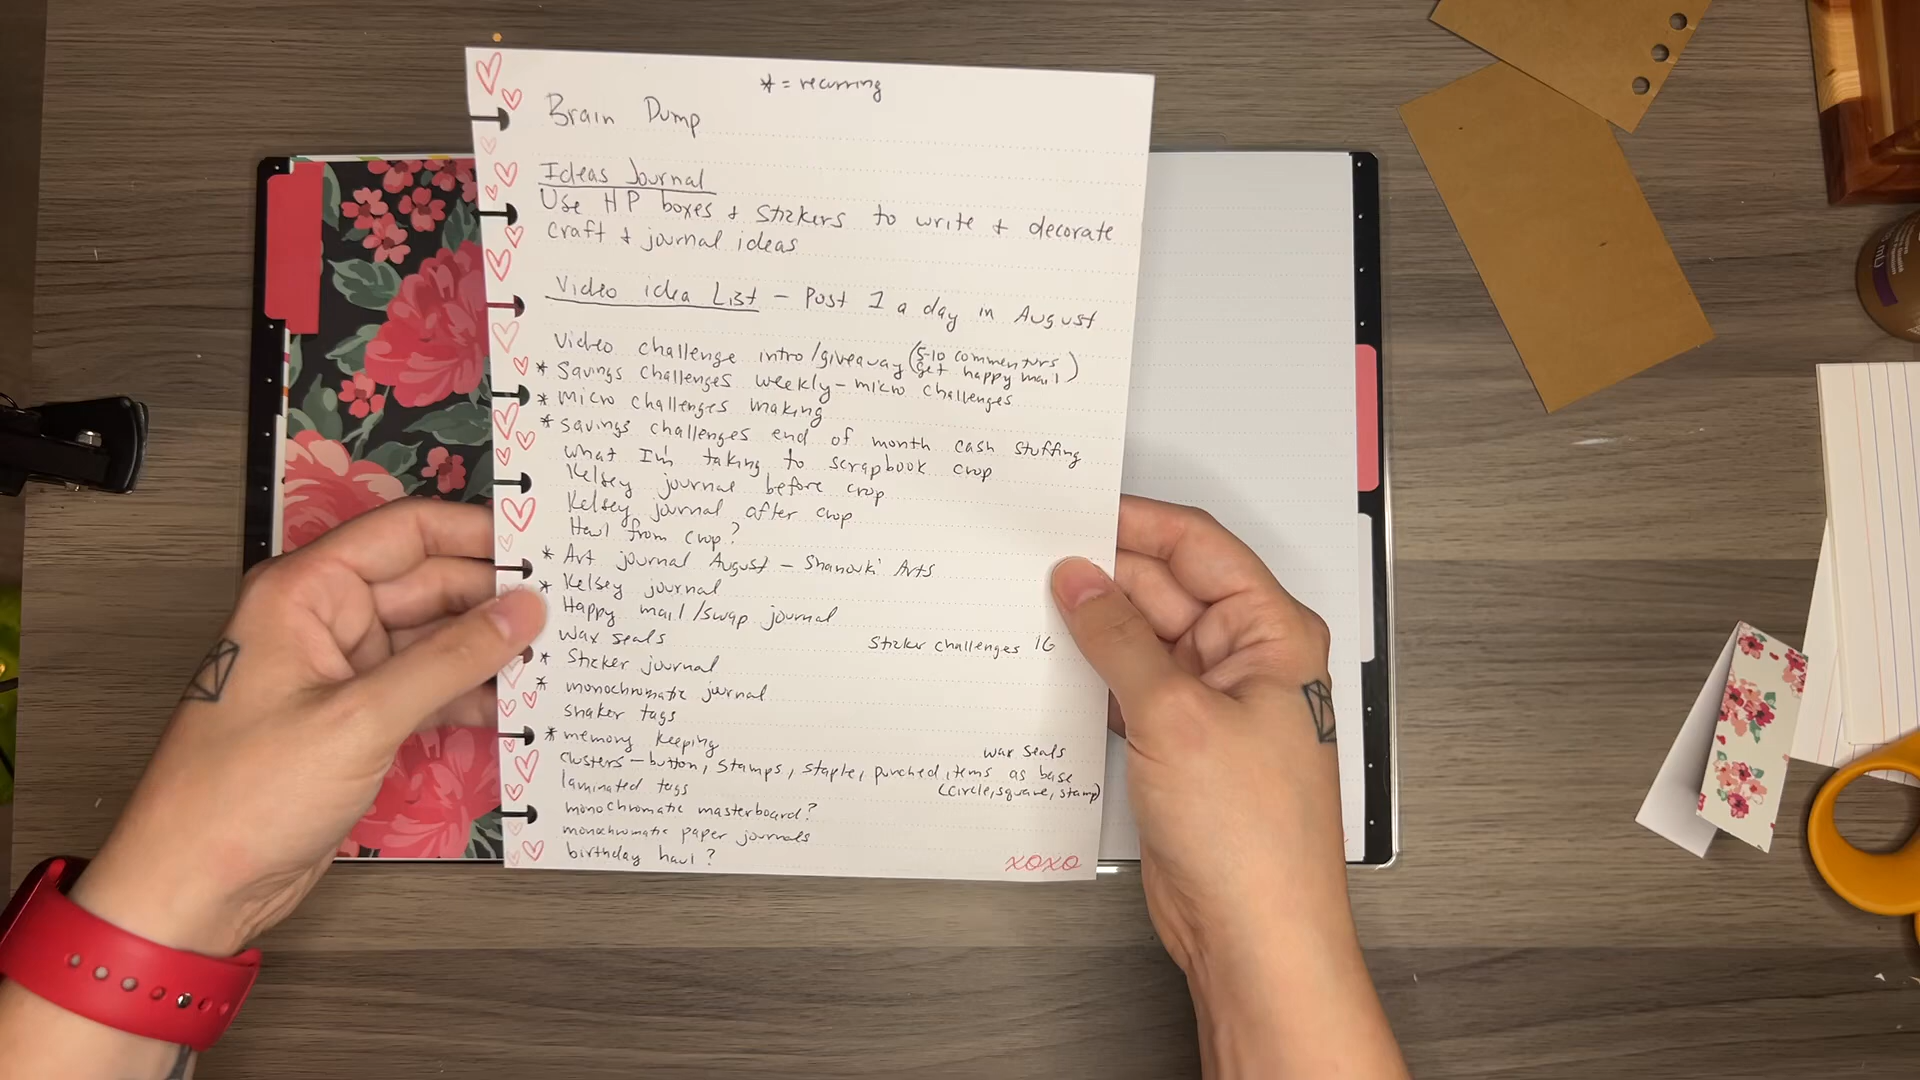 * = recurring
Brain Dump
Ideas Journal
Use HP boxes + stickers to write + decorate
craft + journal ideas
Video idea List - Post 1 a day in August
Video challenge intro/giveaway (5-10 commenters get happy mail)
* Savings challenges weekly - micro challenges
* micro challenges making
* savings challenges end of month cash stuffing
what I'm taking to scrapbook crop
Kelsey journal before crop
Kelsey journal after crop
Haul from crop?
* Art journal August - Shanouki Arts
* Kelsey journal
Happy mail/swap journal
wax seals
Sticker challenges 16
* Sticker journal
* monochromatic journal
shaker tags
* memory keeping
wax seals
clusters - button, stamps, staple, punched items as base
(circle, square, stamp)
laminated tags
monochromatic masterboard?
monochromatic paper journals
birthday haul?
xoxo